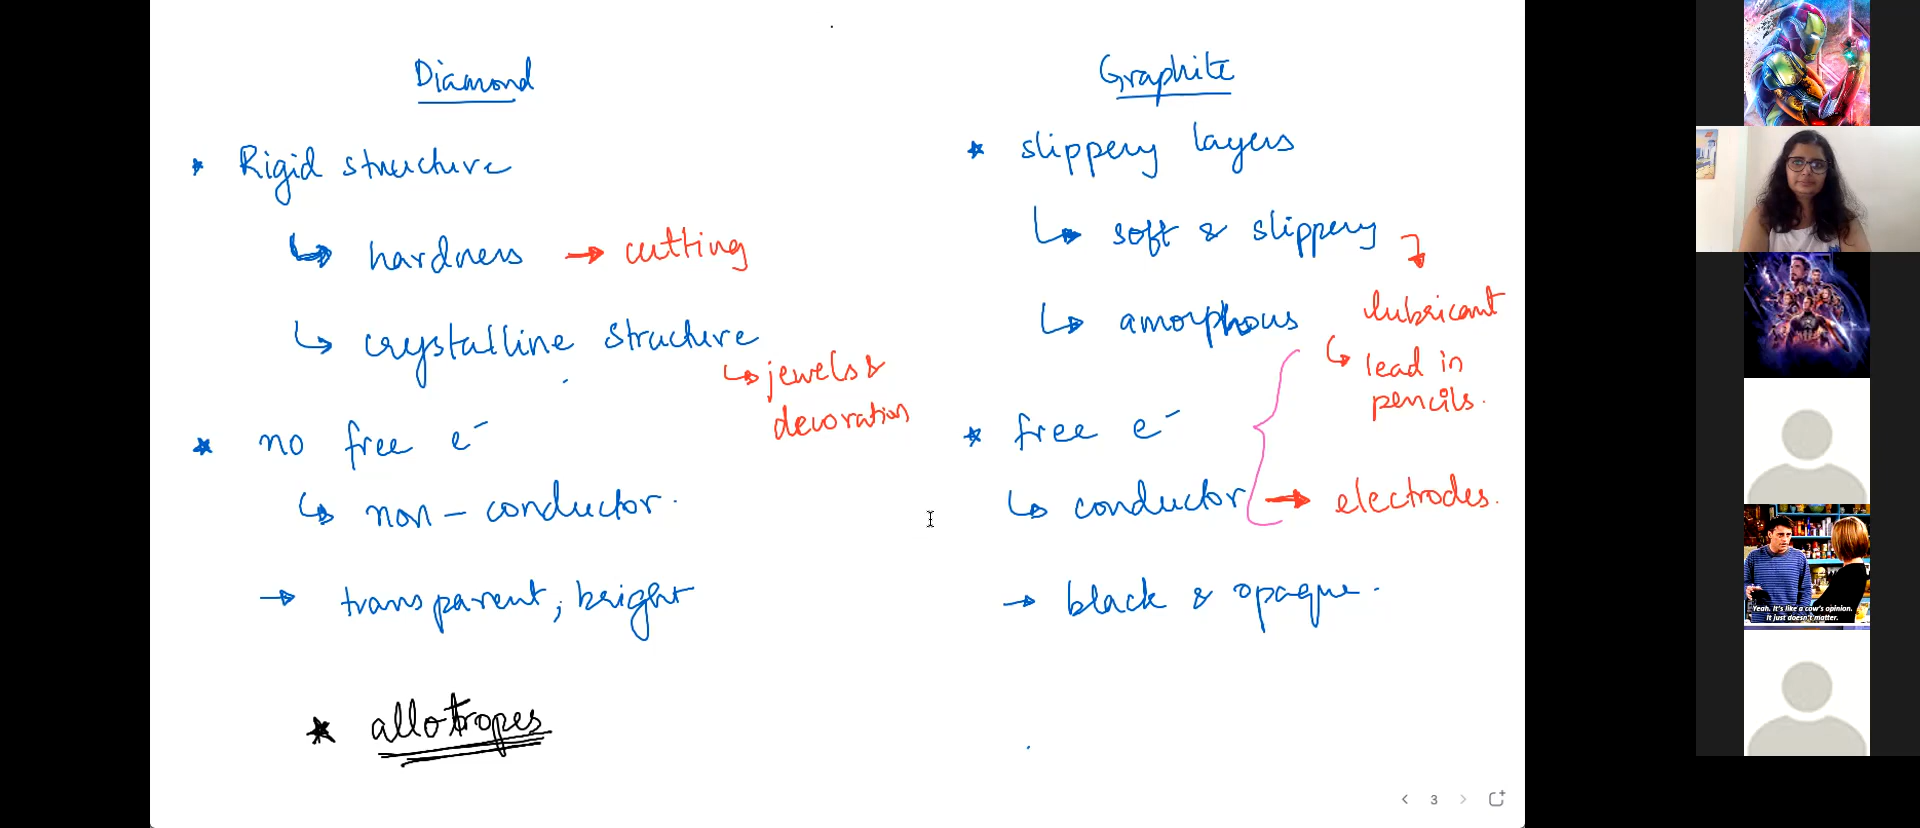 Diamond
* Rigid structure
↳ hardness → cutting
↳ crystalline structure
↳ jewels &
decoration
* no free e⁻
↳ non - conductor.
→ transparent, bright
* allotropes
Graphite
* slippery layers
↳ soft & slippery
↳ amorphous
lubricant
↳ lead in
pencils.
* free e⁻
↳ conductor → electrodes.
→ black & opaque.
< 3 >
Yeah. It's like a cow's opinion.
It just doesn't matter.